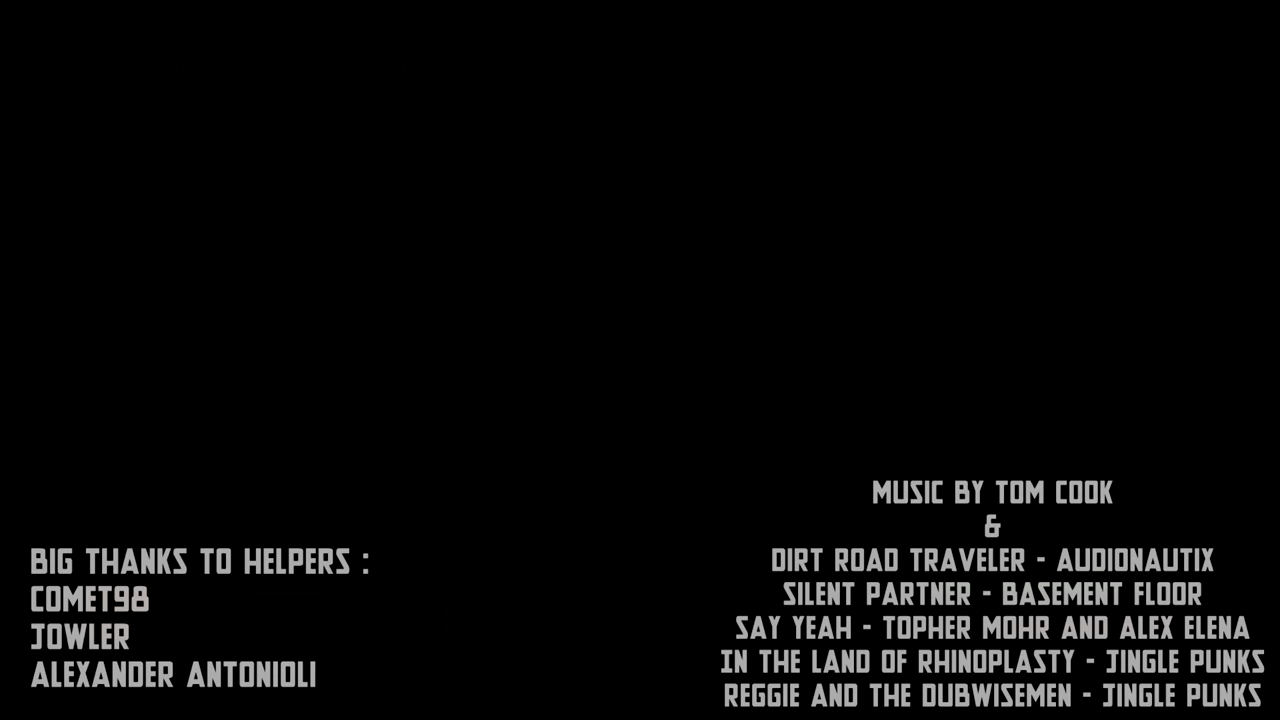 BIG THANKS TO HELPERS :
COMET98
JOWLER
ALEXANDER ANTONIOLI
MUSIC BY TOM COOK
&
DIRT ROAD TRAVELER - AUDIONAUTIX
SILENT PARTNER - BASEMENT FLOOR
SAY YEAH - TOPHER MOHR AND ALEX ELENA
IN THE LAND OF RHINOPLASTY - JINGLE PUNKS
REGGIE AND THE DUBWISEMEN - JINGLE PUNKS